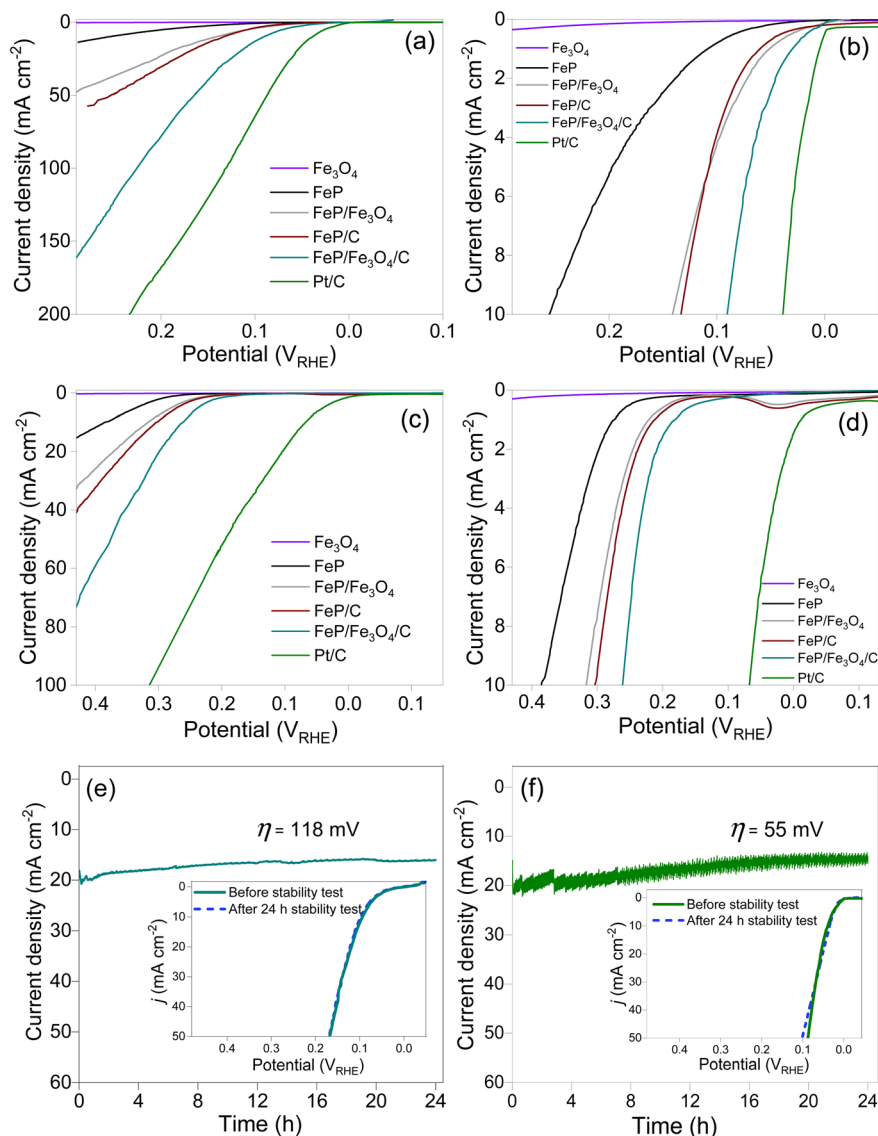 (a)
Current density (mA cm⁻²)
0
50
100
150
200
Fe₃O₄
FeP
FeP/Fe₃O₄
FeP/C
FeP/Fe₃O₄/C
Pt/C
0.2 0.1 0.0 0.1
Potential (V_RHE)
(b)
Current density (mA cm⁻²)
0
2
4
6
8
10
Fe₃O₄
FeP
FeP/Fe₃O₄
FeP/C
FeP/Fe₃O₄/C
Pt/C
0.2 0.1 0.0
Potential (V_RHE)
(c)
Current density (mA cm⁻²)
0
20
40
60
80
100
Fe₃O₄
FeP
FeP/Fe₃O₄
FeP/C
FeP/Fe₃O₄/C
Pt/C
0.4 0.3 0.2 0.1 0.0 0.1
Potential (V_RHE)
(d)
Current density (mA cm⁻²)
0
2
4
6
8
10
Fe₃O₄
FeP
FeP/Fe₃O₄
FeP/C
FeP/Fe₃O₄/C
Pt/C
0.4 0.3 0.2 0.1 0.0 0.1
Potential (V_RHE)
(e)
Current density (mA cm⁻²)
0
10
20
30
40
50
60
η = 118 mV
Before stability test
After 24 h stability test
j (mA cm⁻²)
0
10
20
30
40
50
0.4 0.3 0.2 0.1 0.0
Potential (V_RHE)
0 4 8 12 16 20 24
Time (h)
(f)
Current density (mA cm⁻²)
0
10
20
30
40
50
60
η = 55 mV
Before stability test
After 24 h stability test
j (mA cm⁻²)
0
10
20
30
40
50
0.4 0.3 0.2 0.1 0.0
Potential (V_RHE)
0 4 8 12 16 20 24
Time (h)